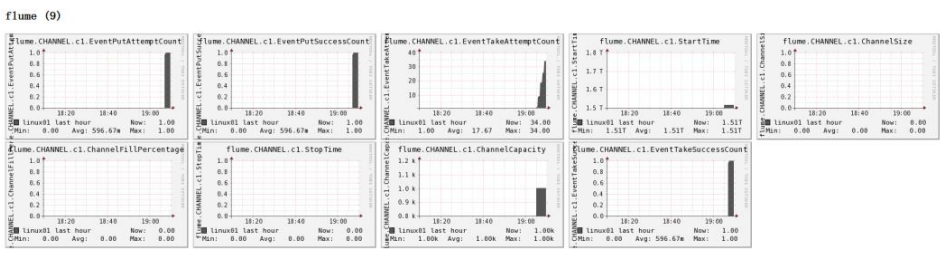 flume (9)
flume.CHANNEL.c1.EventPutAttemptCount
1.0
0.8
0.6
0.4
0.2
0.0
18:20 18:40 19:00
linux01 last hour Now: 1.00
Min: 0.00 Avg: 596.67m Max: 1.00
flume.CHANNEL.c1.EventPutSuccessCount
1.0
0.8
0.6
0.4
0.2
0.0
18:20 18:40 19:00
linux01 last hour Now: 1.00
Min: 0.00 Avg: 596.67m Max: 1.00
flume.CHANNEL.c1.EventTakeAttemptCount
40
30
20
10
18:20 18:40 19:00
linux01 last hour Now: 34.00
Min: 1.00 Avg: 17.67 Max: 34.00
flume.CHANNEL.c1.StartTime
1.8 T
1.7 T
1.6 T
1.5 T
18:20 18:40 19:00
linux01 last hour Now: 1.51T
Min: 1.51T Avg: 1.51T Max: 1.51T
flume.CHANNEL.c1.ChannelSize
1.0
0.8
0.6
0.4
0.2
0.0
18:20 18:40 19:00
linux01 last hour Now: 0.00
Min: 0.00 Avg: 0.00 Max: 0.00
flume.CHANNEL.c1.ChannelFillPercentage
1.0
0.8
0.6
0.4
0.2
0.0
18:20 18:40 19:00
linux01 last hour Now: 0.00
Min: 0.00 Avg: 0.00 Max: 0.00
flume.CHANNEL.c1.StopTime
1.0
0.8
0.6
0.4
0.2
0.0
18:20 18:40 19:00
linux01 last hour Now: 0.00
Min: 0.00 Avg: 0.00 Max: 0.00
flume.CHANNEL.c1.ChannelCapacity
1.2 k
1.1 k
1.0 k
0.9 k
0.8 k
18:20 18:40 19:00
linux01 last hour Now: 1.00k
Min: 1.00k Avg: 1.00k Max: 1.00k
flume.CHANNEL.c1.EventTakeSuccessCount
1.0
0.8
0.6
0.4
0.2
0.0
18:20 18:40 19:00
linux01 last hour Now: 1.00
Min: 0.00 Avg: 596.67m Max: 1.00